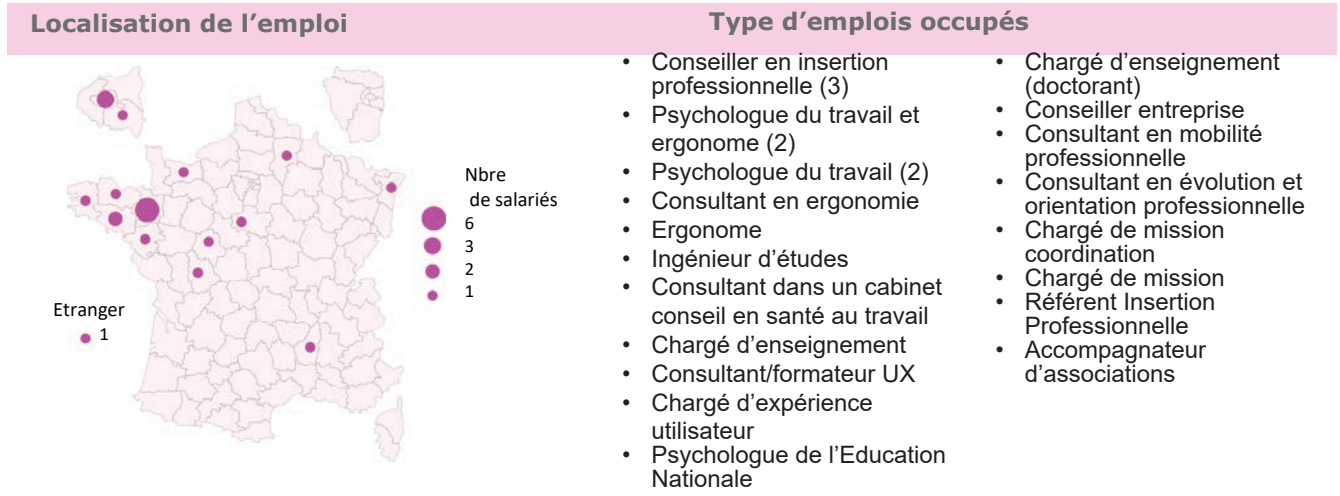 Localisation de l’emploi
Type d’emplois occupés
Nbre
de salariés
6
3
2
1
Etranger
1
• Conseiller en insertion
professionnelle (3)
• Psychologue du travail et
ergonome (2)
• Psychologue du travail (2)
• Consultant en ergonomie
• Ergonome
• Ingénieur d’études
• Consultant dans un cabinet
conseil en santé au travail
• Chargé d’enseignement
• Consultant/formateur UX
• Chargé d’expérience
utilisateur
• Psychologue de l’Education
Nationale
• Chargé d’enseignement
(doctorant)
• Conseiller entreprise
• Consultant en mobilité
professionnelle
• Consultant en évolution et
orientation professionnelle
• Chargé de mission
coordination
• Chargé de mission
• Référent Insertion
Professionnelle
• Accompagnateur
d’associations